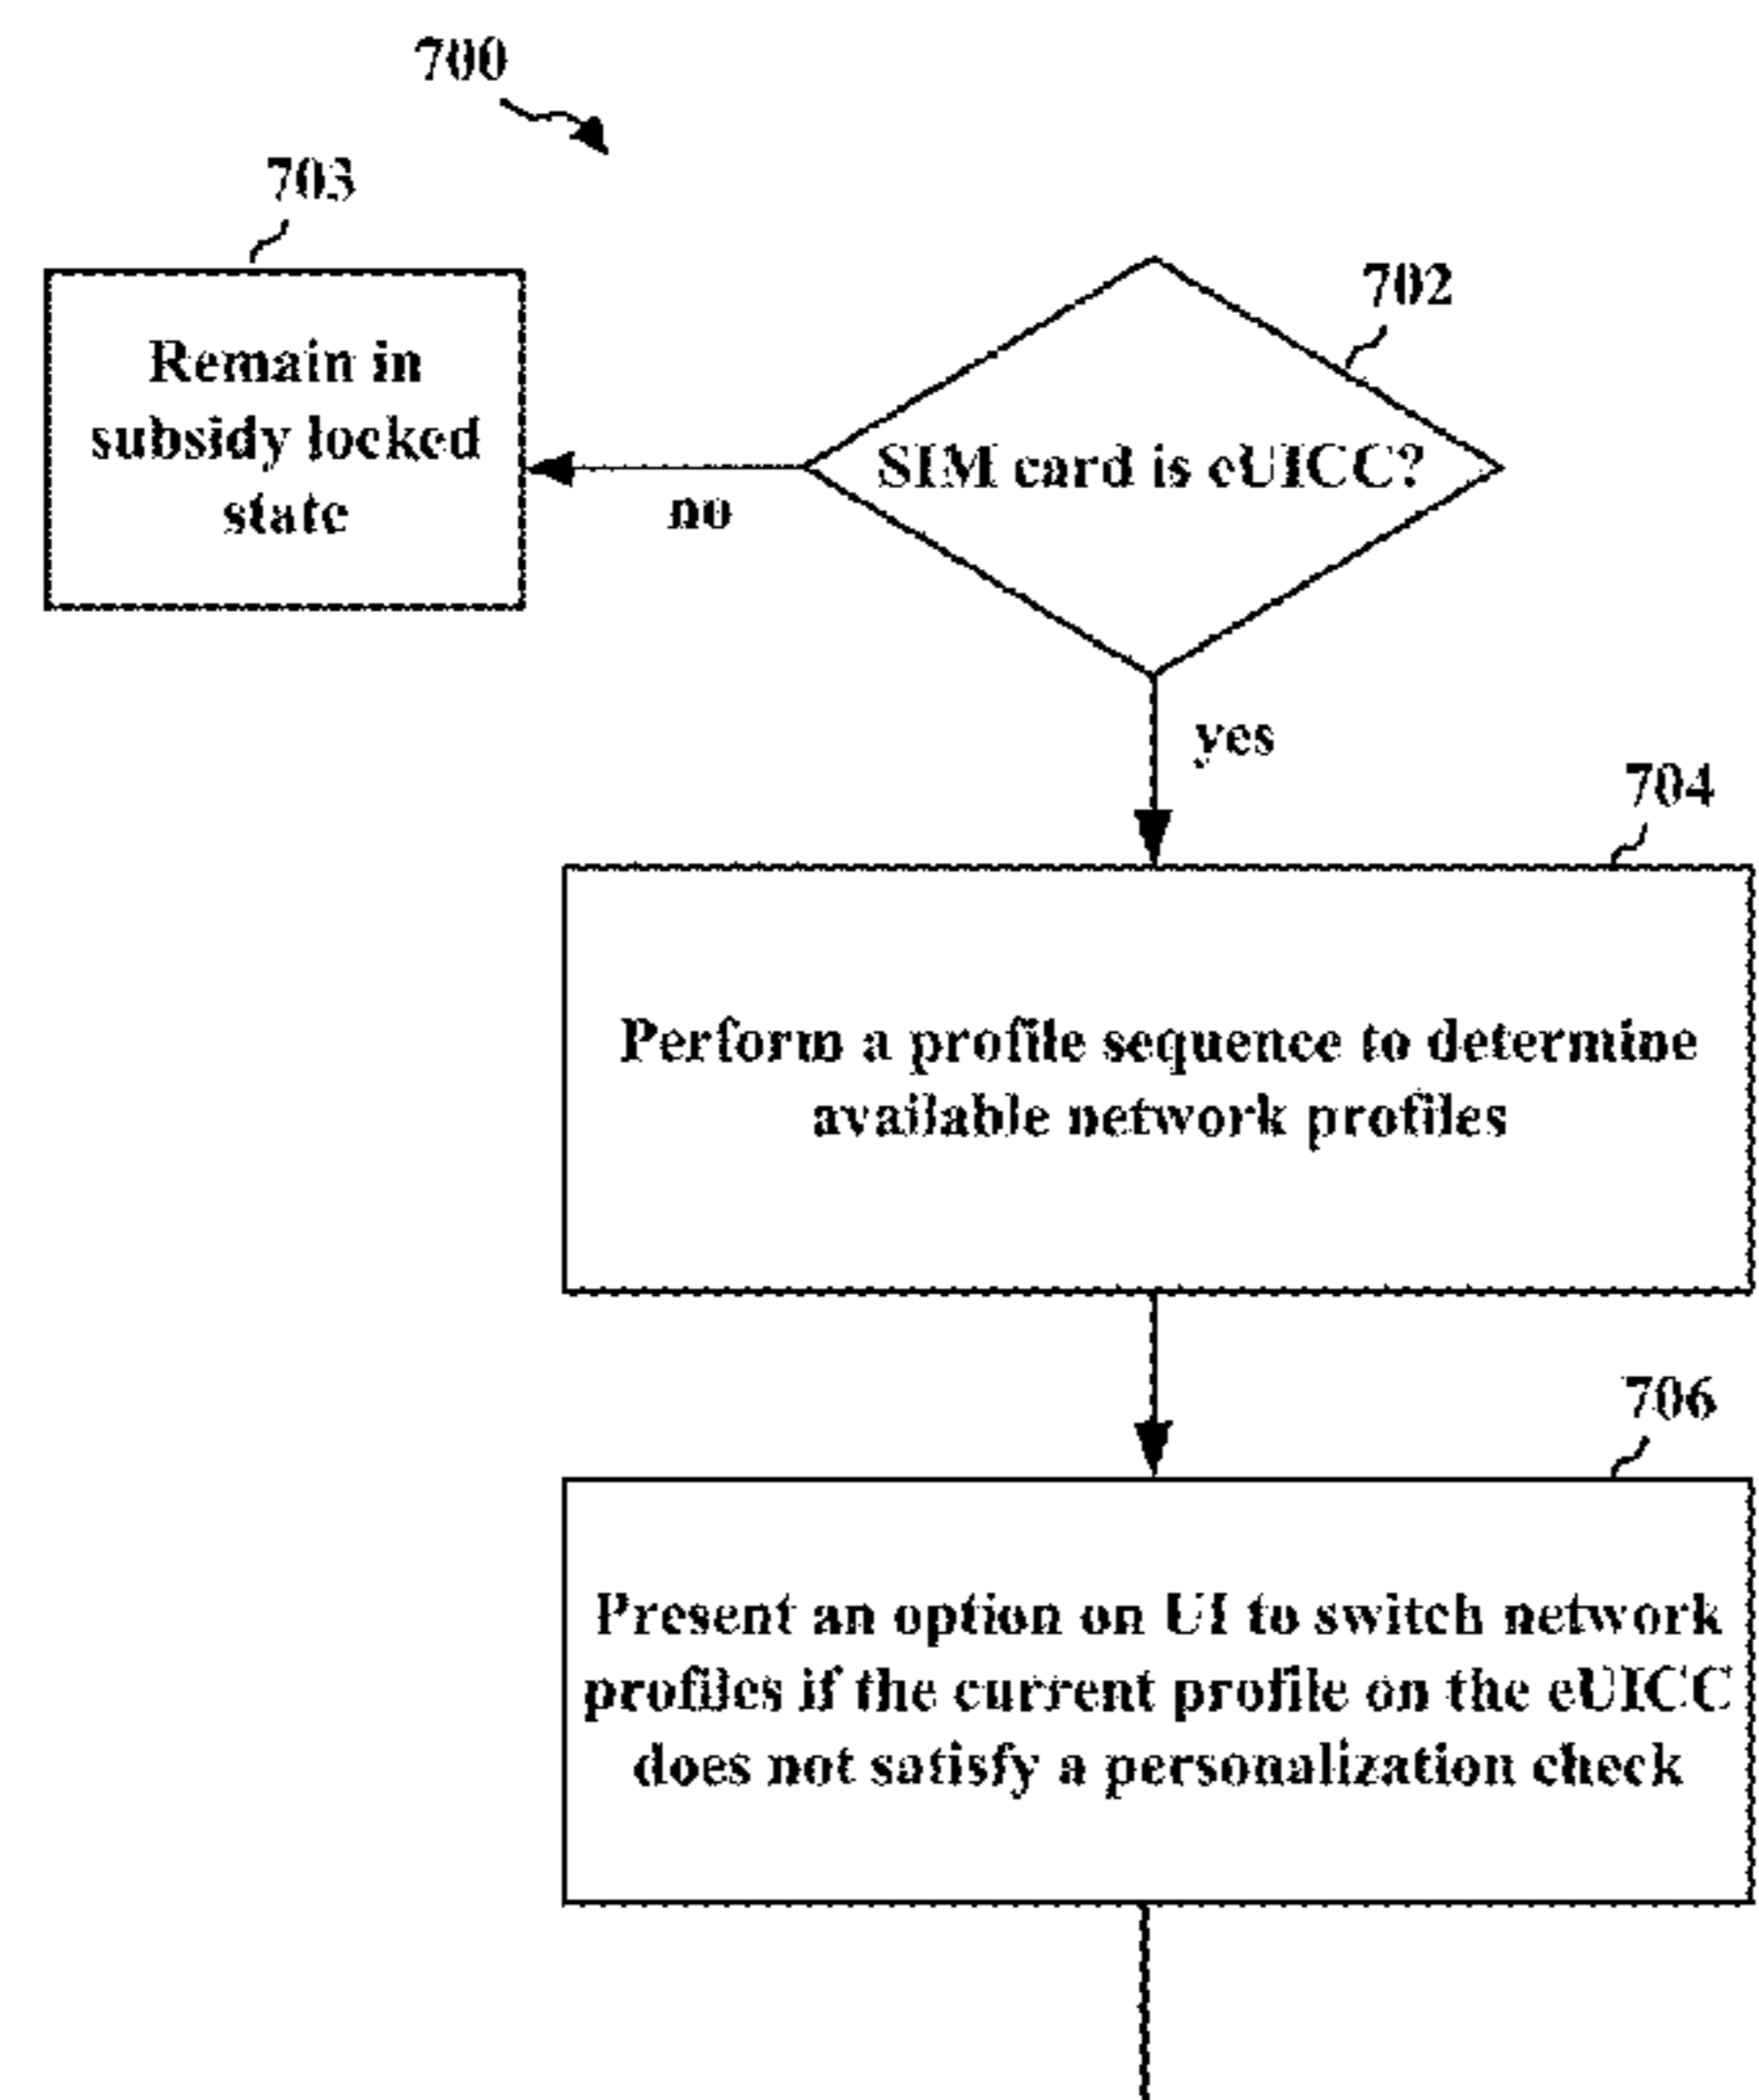 700
703
702
Remain in
subsidy locked
state
SIM card is eUICC?
no
yes
704
Perform a profile sequence to determine
available network profiles
706
Present an option on UI to switch network
profiles if the current profile on the eUICC
does not satisfy a personalization check